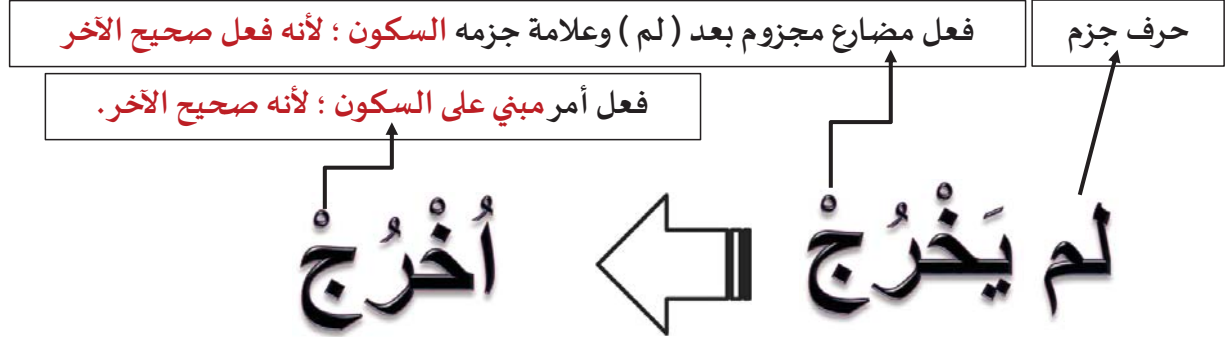 حرف جزم
فعل مضارع مجزوم بعد ( لم ) وعلامة جزمه السكون ؛ لأنه فعل صحيح الآخر
فعل أمر مبني على السكون ؛ لأنه صحيح الآخر.
لم يَخْرُجْ
اُخْرُجْ